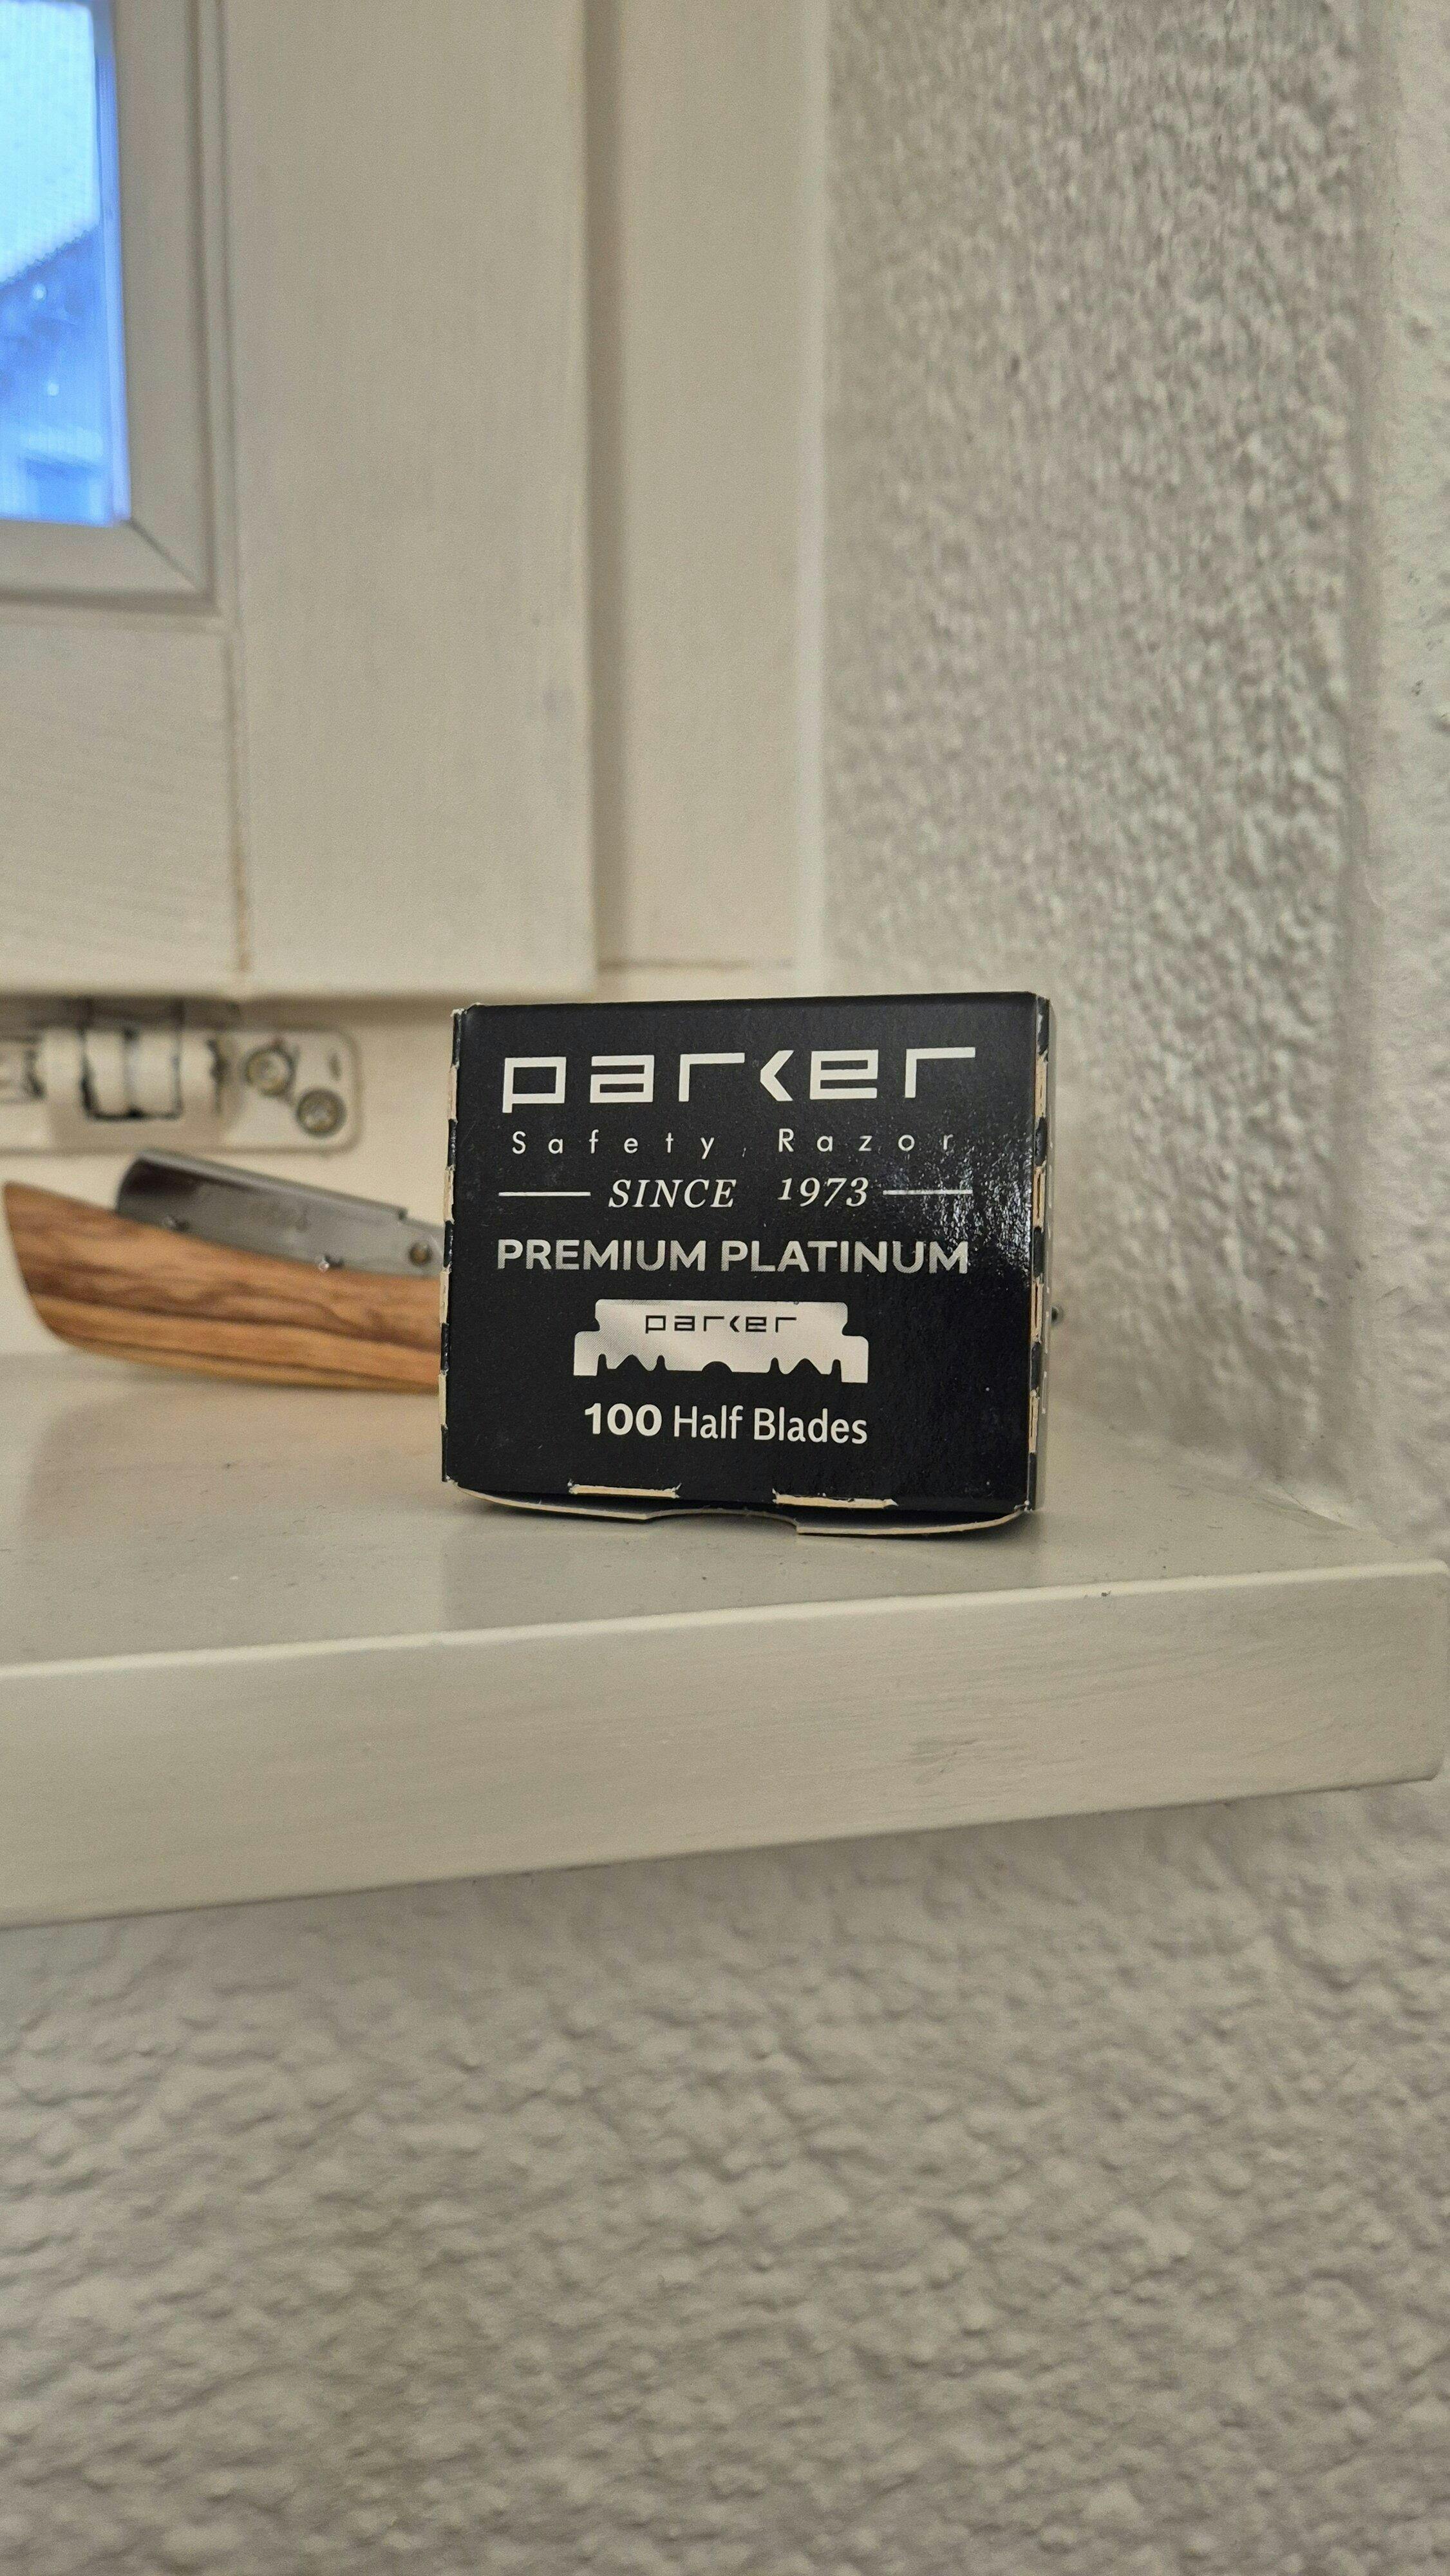 parker
Safety Razor
SINCE 1973
PREMIUM PLATINUM
parker
100 Half Blades